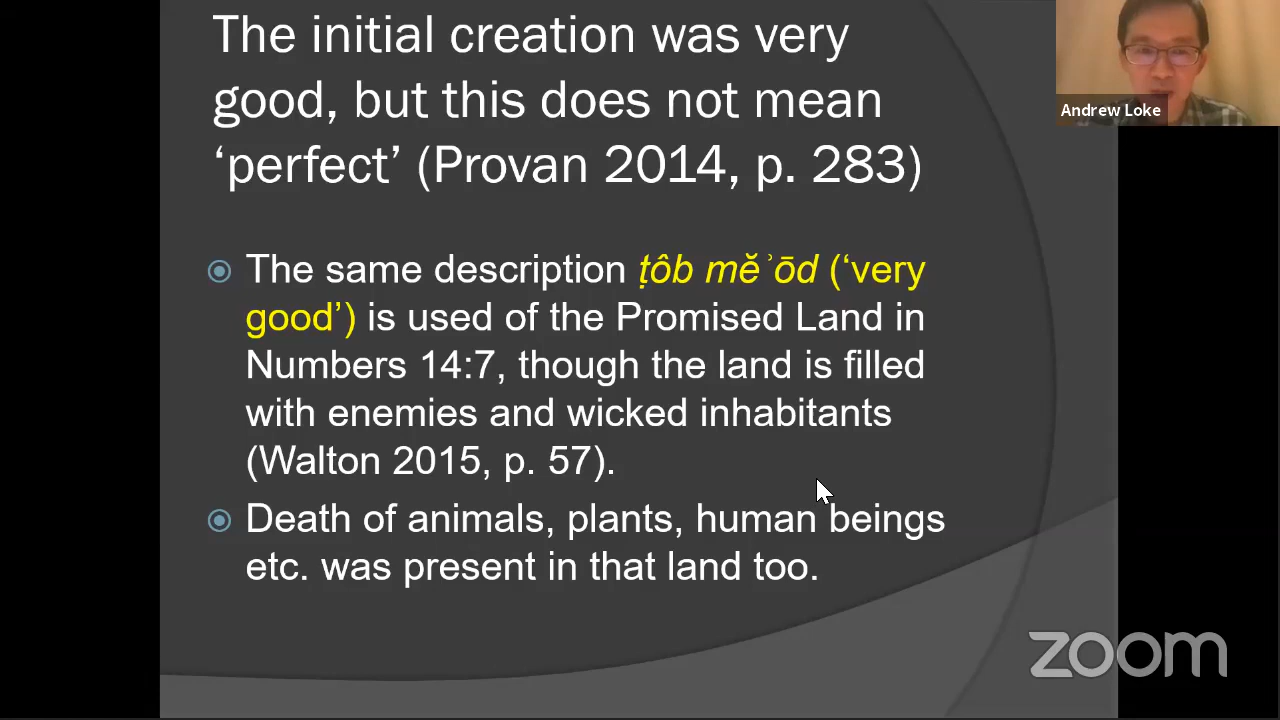 The initial creation was very
good, but this does not mean
‘perfect’ (Provan 2014, p. 283)
Andrew Loke
The same description ṭôb mĕʾōd (‘very
good’) is used of the Promised Land in
Numbers 14:7, though the land is filled
with enemies and wicked inhabitants
(Walton 2015, p. 57).
Death of animals, plants, human beings
etc. was present in that land too.
zoom